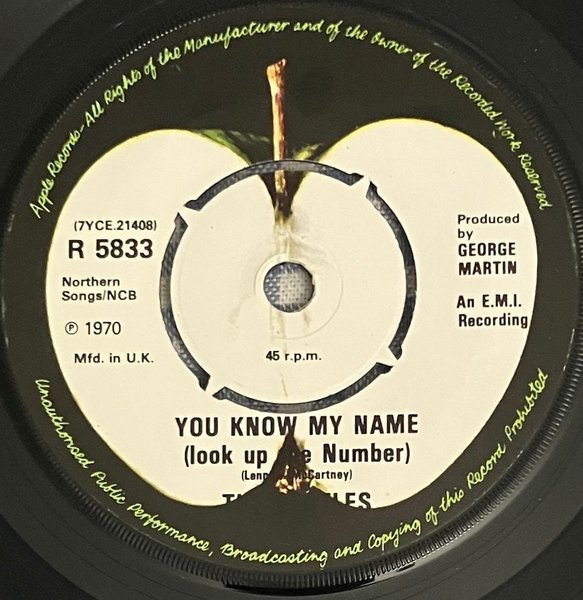 Apple Records-All Rights of the Manufacturer and of the Owner of the Recorded Work Reserved
(7YCE.21408)
R 5833
Northern
Songs/NCB
℗ 1970
Mfd. in U.K.
Produced
by
GEORGE
MARTIN
An E.M.I.
Recording
45 r.p.m.
YOU KNOW MY NAME
(look up Number)
Unauthorised Public Performance, Broadcasting and Copying of this Record Prohibited